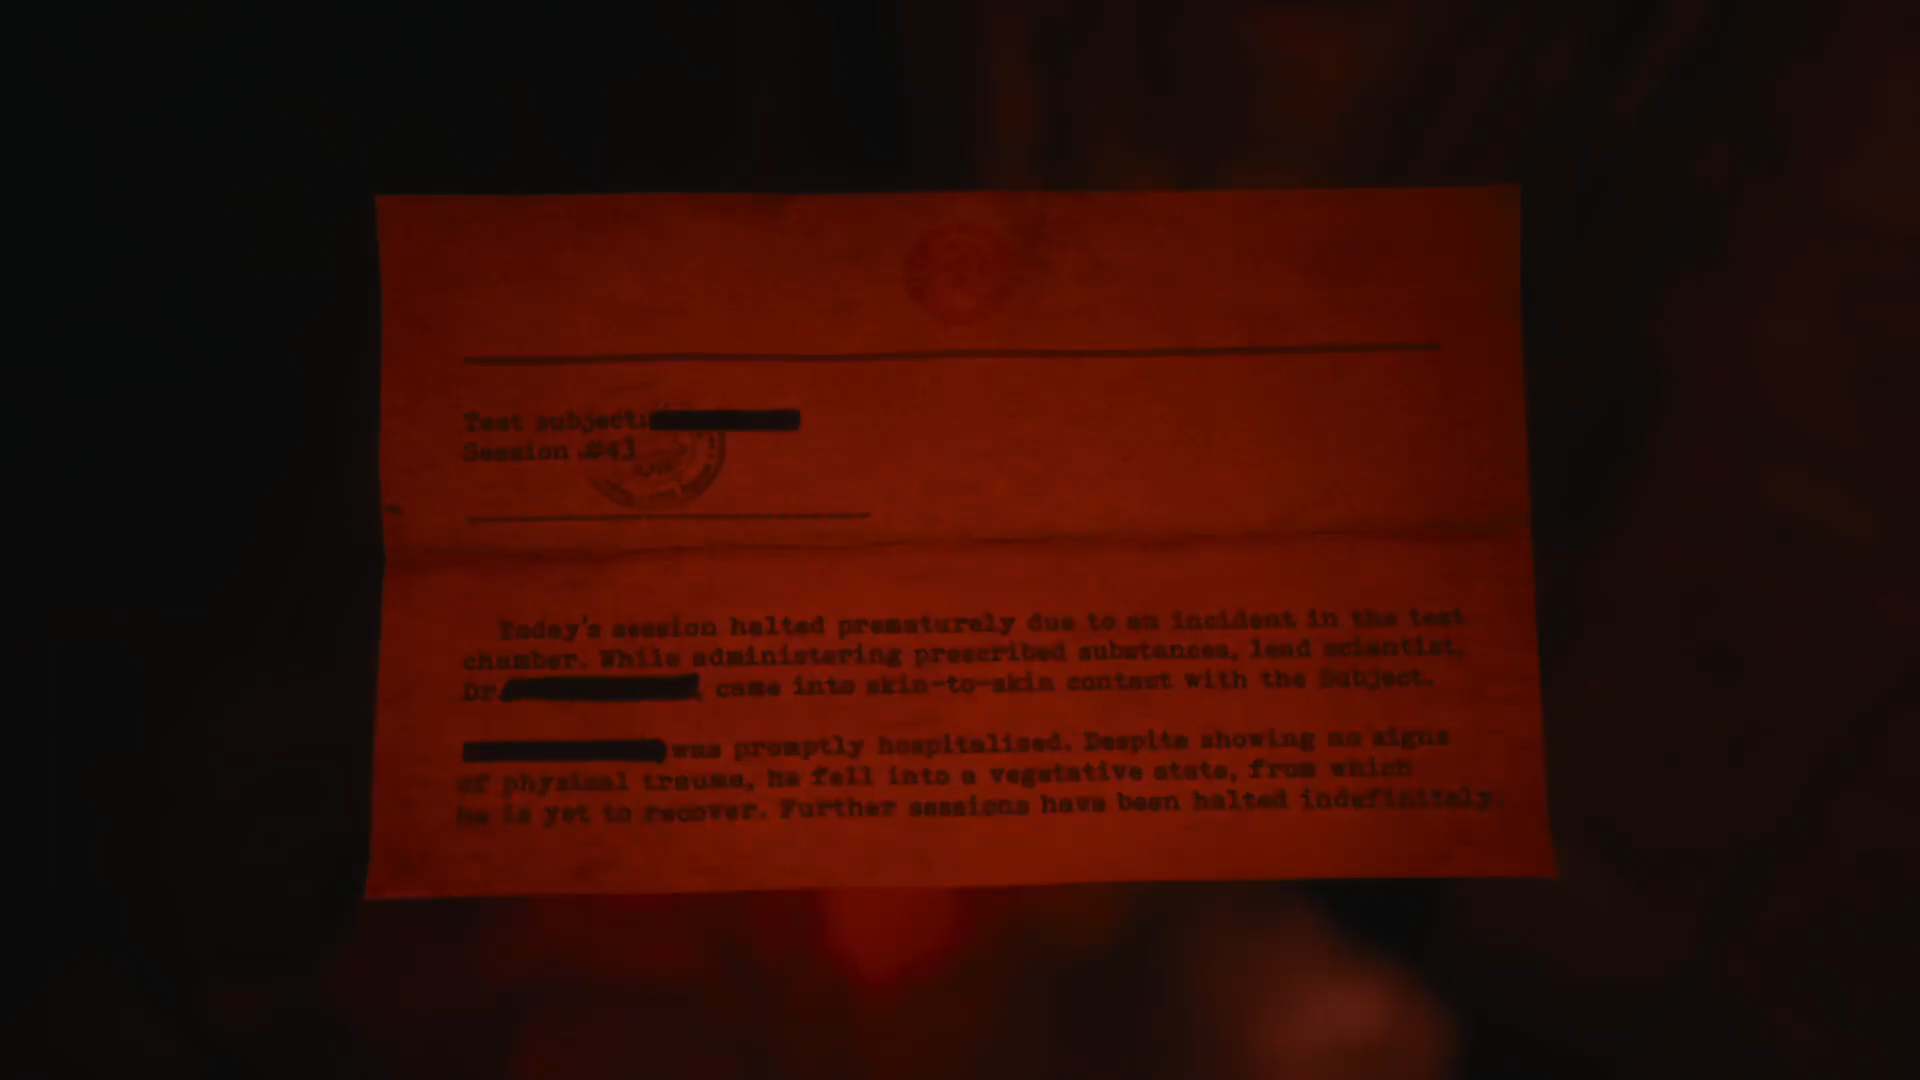 Test subject:
Session #43
Today's session halted prematurely due to an incident in the test
chamber. While administering prescribed substances, lead scientist,
Dr came into skin-to-skin contact with the Subject.
was promptly hospitalised. Despite showing no signs
of physical trauma, he fell into a vegetative state, from which
he is yet to recover. Further sessions have been halted indefinitely.